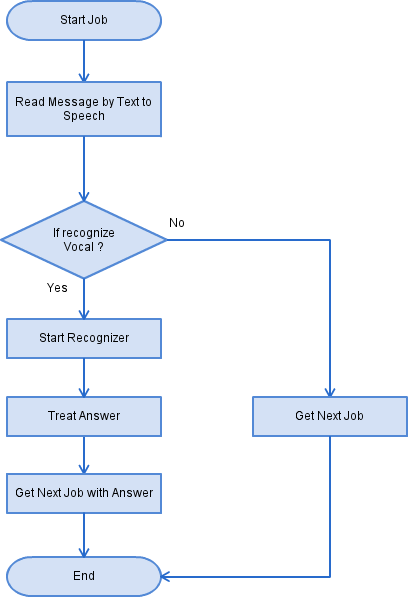 Start Job
Read Message by Text to
Speech
If recognize
Vocal ?
No
Yes
Start Recognizer
Treat Answer
Get Next Job
Get Next Job with Answer
End